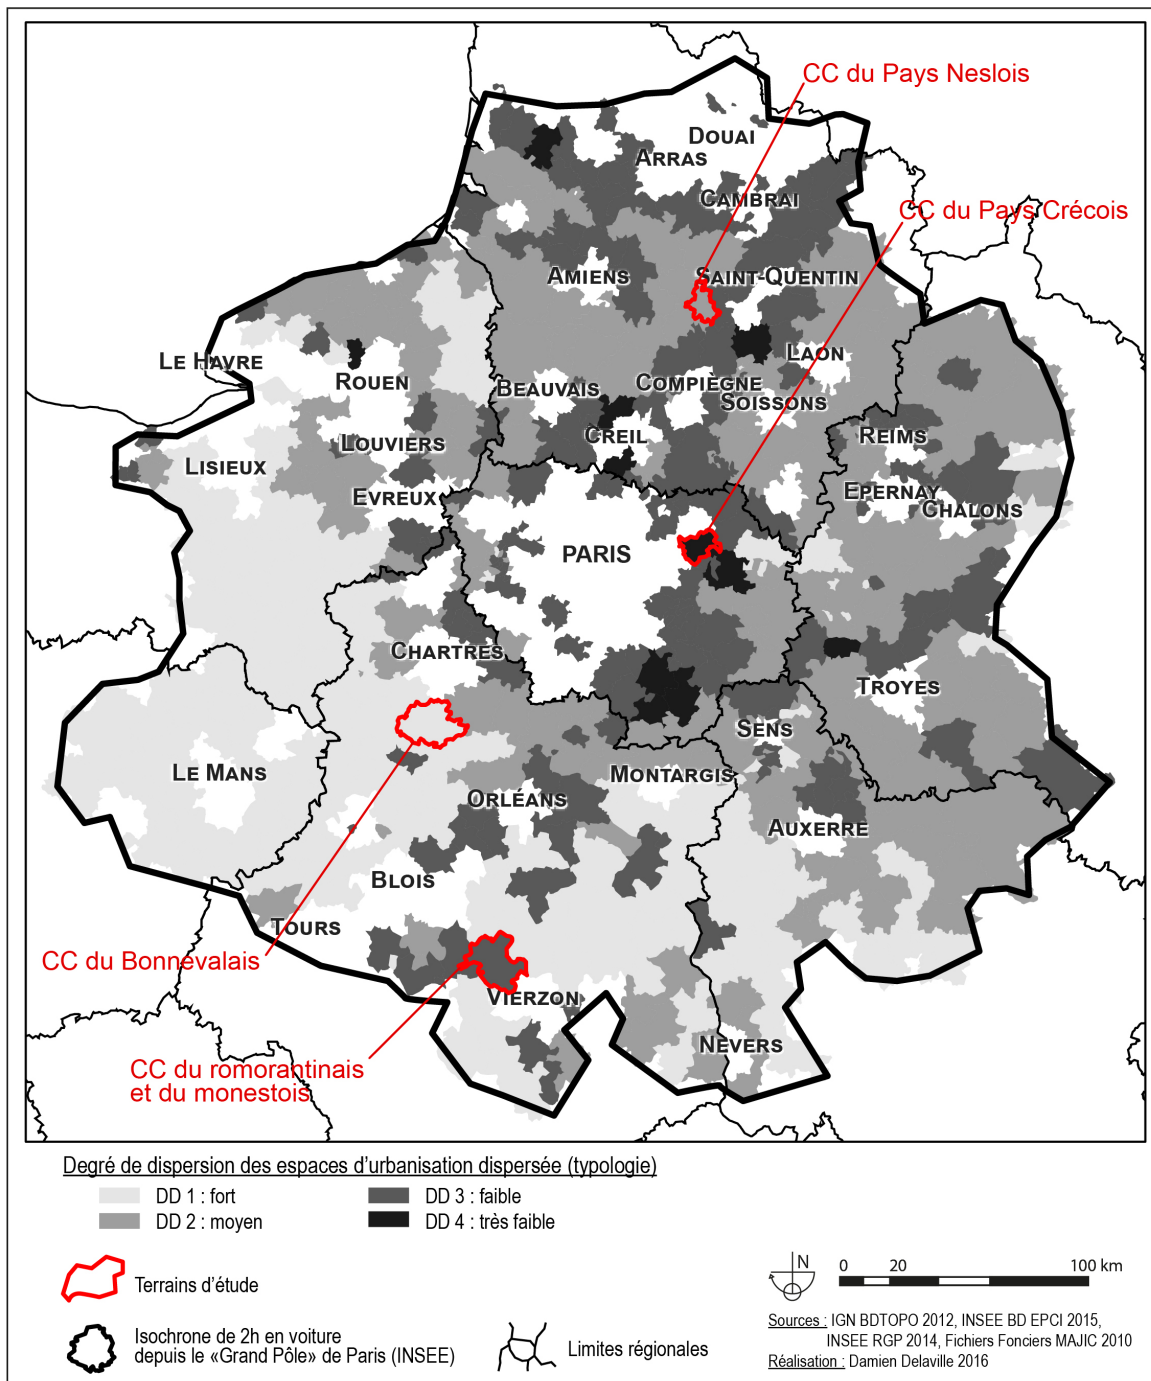 CC du Pays Neslois
Douai
Arras
Cambrai
CC du Pays Crécois
Amiens
Saint-Quentin
Le Havre
Rouen
Laon
Beauvais
Compiègne
Soissons
Creil
Louviers
Reims
Lisieux
Evreux
Epernay
Chalons
PARIS
Chartres
Troyes
Sens
Le Mans
Montargis
Orléans
Auxerre
Blois
Tours
CC du Bonnevalais
Vierzon
Nevers
CC du romorantinais
et du monestois
Degré de dispersion des espaces d'urbanisation dispersée (typologie)
DD 1 : fort
DD 2 : moyen
DD 3 : faible
DD 4 : très faible
Terrains d'étude
Isochrone de 2h en voiture
depuis le «Grand Pôle» de Paris (INSEE)
Limites régionales
N
0 20 100 km
Sources : IGN BDTOPO 2012, INSEE BD EPCI 2015,
INSEE RGP 2014, Fichiers Fonciers MAJIC 2010
Réalisation : Damien Delaville 2016